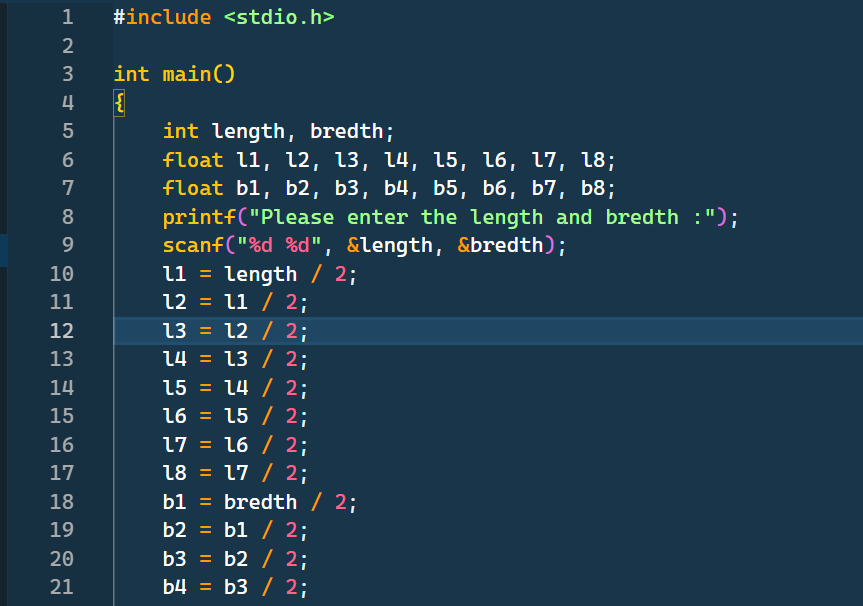 1 #include <stdio.h>
2
3 int main()
4 {
5 int length, bredth;
6 float l1, l2, l3, l4, l5, l6, l7, l8;
7 float b1, b2, b3, b4, b5, b6, b7, b8;
8 printf("Please enter the length and bredth :");
9 scanf("%d %d", &length, &bredth);
10 l1 = length / 2;
11 l2 = l1 / 2;
12 l3 = l2 / 2;
13 l4 = l3 / 2;
14 l5 = l4 / 2;
15 l6 = l5 / 2;
16 l7 = l6 / 2;
17 l8 = l7 / 2;
18 b1 = bredth / 2;
19 b2 = b1 / 2;
20 b3 = b2 / 2;
21 b4 = b3 / 2;